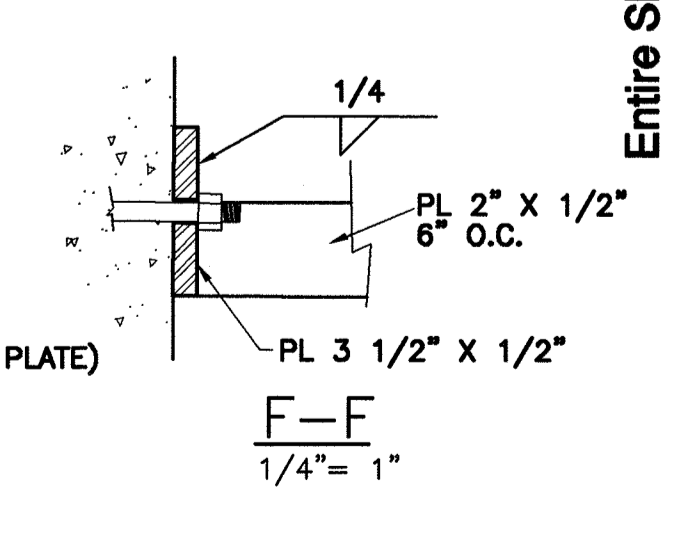 1/4
PL 2" X 1/2"
6" O.C.
PLATE)
PL 3 1/2" X 1/2"
F-F
1/4"= 1"
Entire